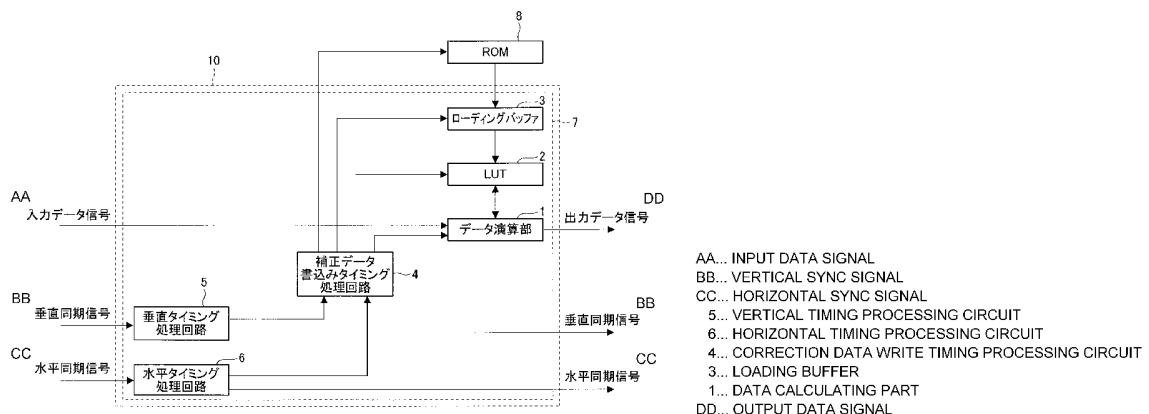 8
ROM
10
3
ローディングバッファ
7
2
LUT
AA
入力データ信号
1
データ演算部
DD
出力データ信号
補正データ
書込みタイミング
処理回路
4
BB
垂直同期信号
5
垂直タイミング
処理回路
BB
垂直同期信号
CC
水平同期信号
6
水平タイミング
処理回路
CC
水平同期信号
AA... INPUT DATA SIGNAL
BB... VERTICAL SYNC SIGNAL
CC... HORIZONTAL SYNC SIGNAL
5... VERTICAL TIMING PROCESSING CIRCUIT
6... HORIZONTAL TIMING PROCESSING CIRCUIT
4... CORRECTION DATA WRITE TIMING PROCESSING CIRCUIT
3... LOADING BUFFER
1... DATA CALCULATING PART
DD... OUTPUT DATA SIGNAL